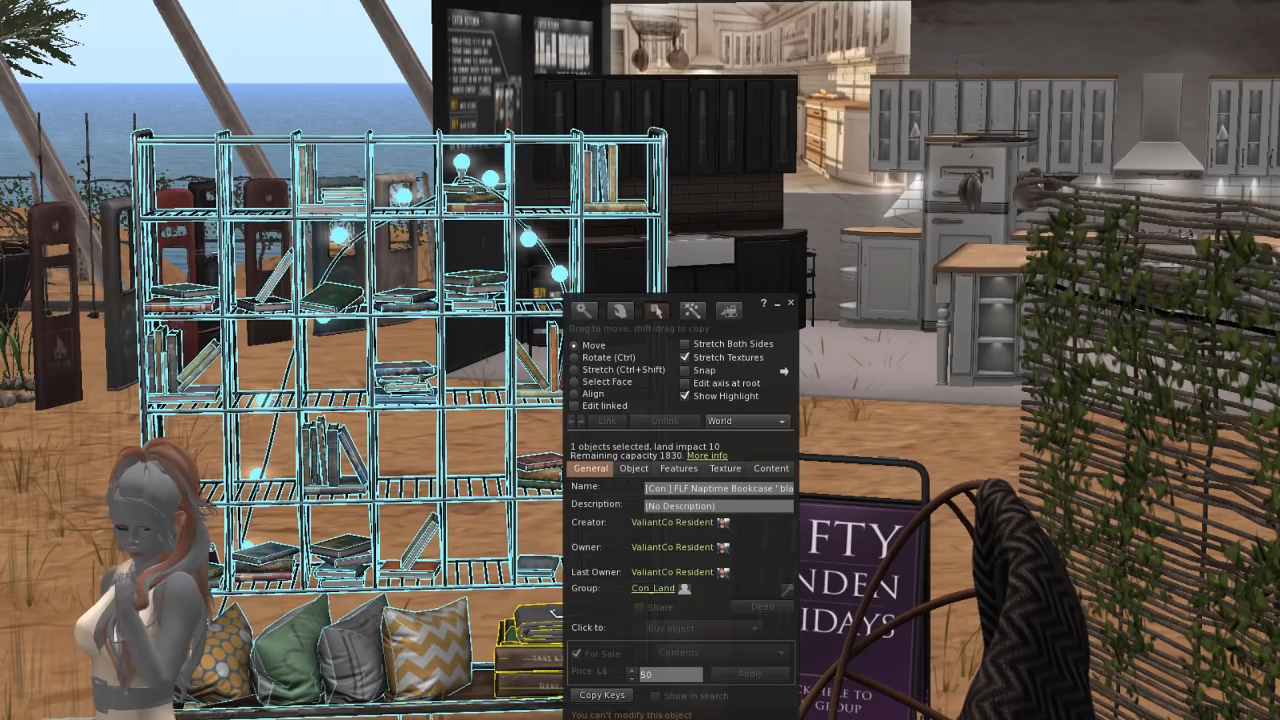 ? _ ×
Drag to move, shift-drag to copy
Move
Rotate (Ctrl)
Stretch (Ctrl+Shift)
Select Face
Align
Edit linked
Stretch Both Sides
Stretch Textures
Snap
Edit axis at root
Show Highlight
Link
Unlink
World
1 objects selected, land impact 10
Remaining capacity 1830. More info
General Object Features Texture Content
Name: [Con.] FLF Naptime Bookcase ' bla
Description: (No Description)
Creator: ValiantCo Resident
Owner: ValiantCo Resident
Last Owner: ValiantCo Resident
Group: Con_Land
Share
Deed
Click to: Buy object
For Sale: Contents
Price: L$ 50 Apply
Copy Keys Show in search
You can't modify this object
FTY
NDEN
IDAYS
CK HERE TO
GROUP